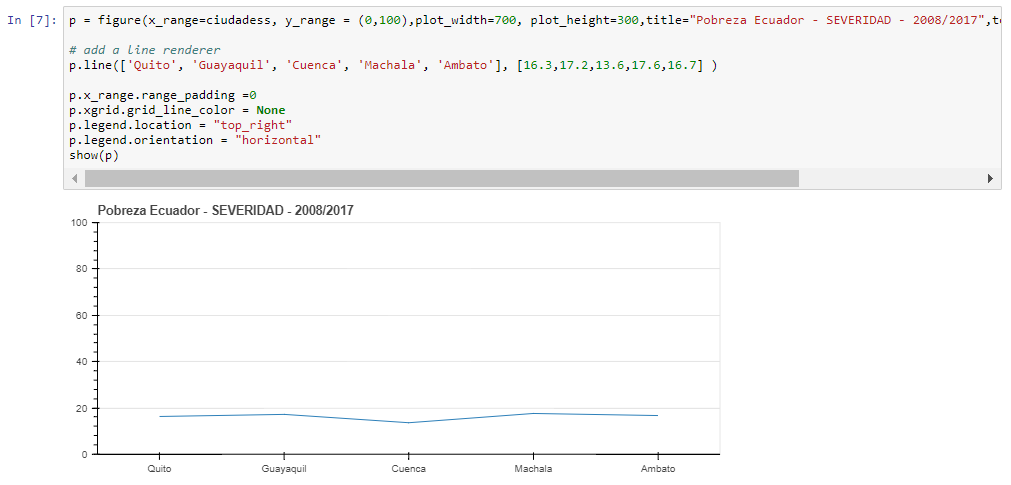 In [7]: p = figure(x_range=ciudadess, y_range = (0,100),plot_width=700, plot_height=300,title="Pobreza Ecuador - SEVERIDAD - 2008/2017",to
# add a line renderer
p.line(['Quito', 'Guayaquil', 'Cuenca', 'Machala', 'Ambato'], [16.3,17.2,13.6,17.6,16.7] )
p.x_range.range_padding =0
p.xgrid.grid_line_color = None
p.legend.location = "top_right"
p.legend.orientation = "horizontal"
show(p)
Pobreza Ecuador - SEVERIDAD - 2008/2017
100
80
60
40
20
0
Quito Guayaquil Cuenca Machala Ambato